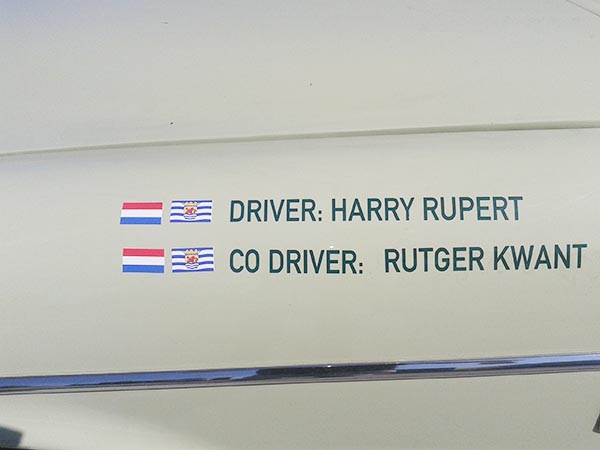 DRIVER: HARRY RUPERT
CO DRIVER: RUTGER KWANT